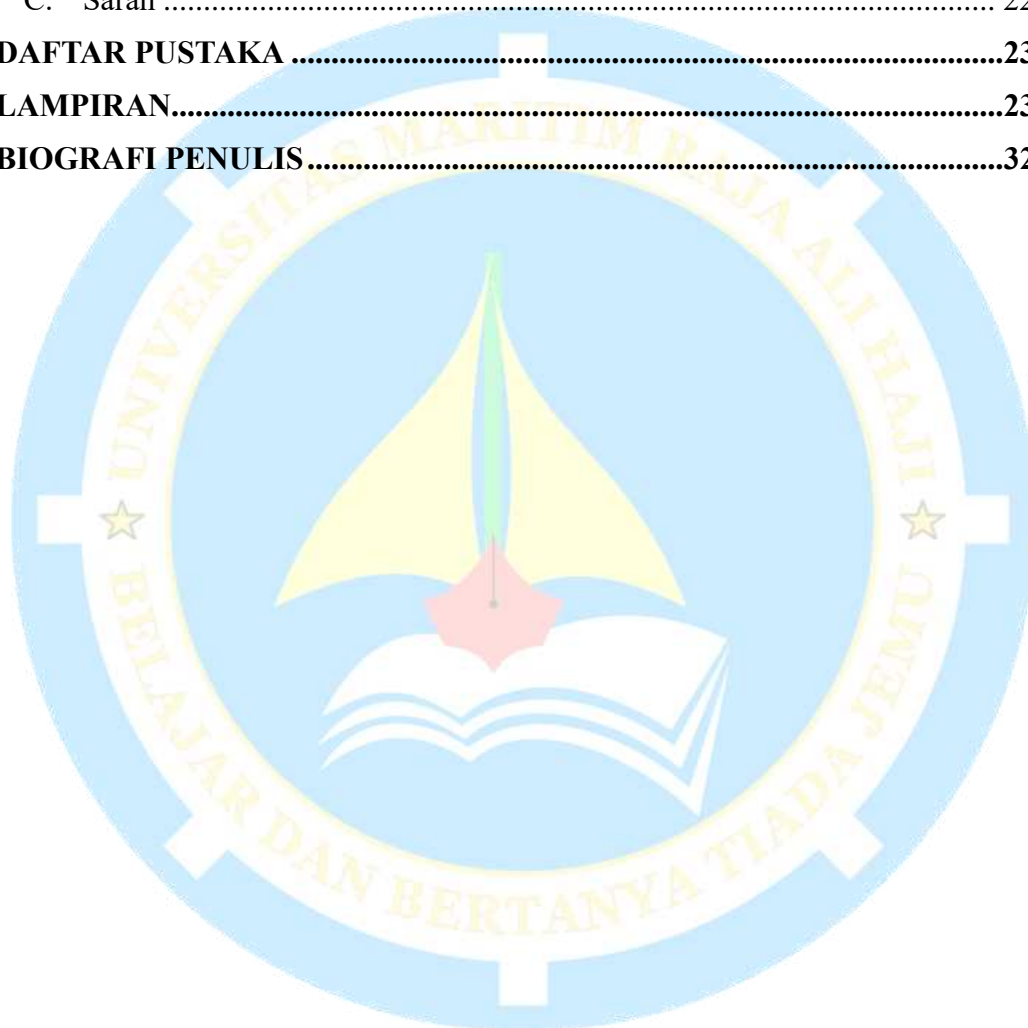 C. Saran ........................................................................................................ 22
DAFTAR PUSTAKA ..............................................................................................23
LAMPIRAN..............................................................................................................23
BIOGRAFI PENULIS ............................................................................................32
UNIVERSITAS MARITIM RAJA ALI HAJI
BELAJAR DAN BERTANYA TIADA JEMU